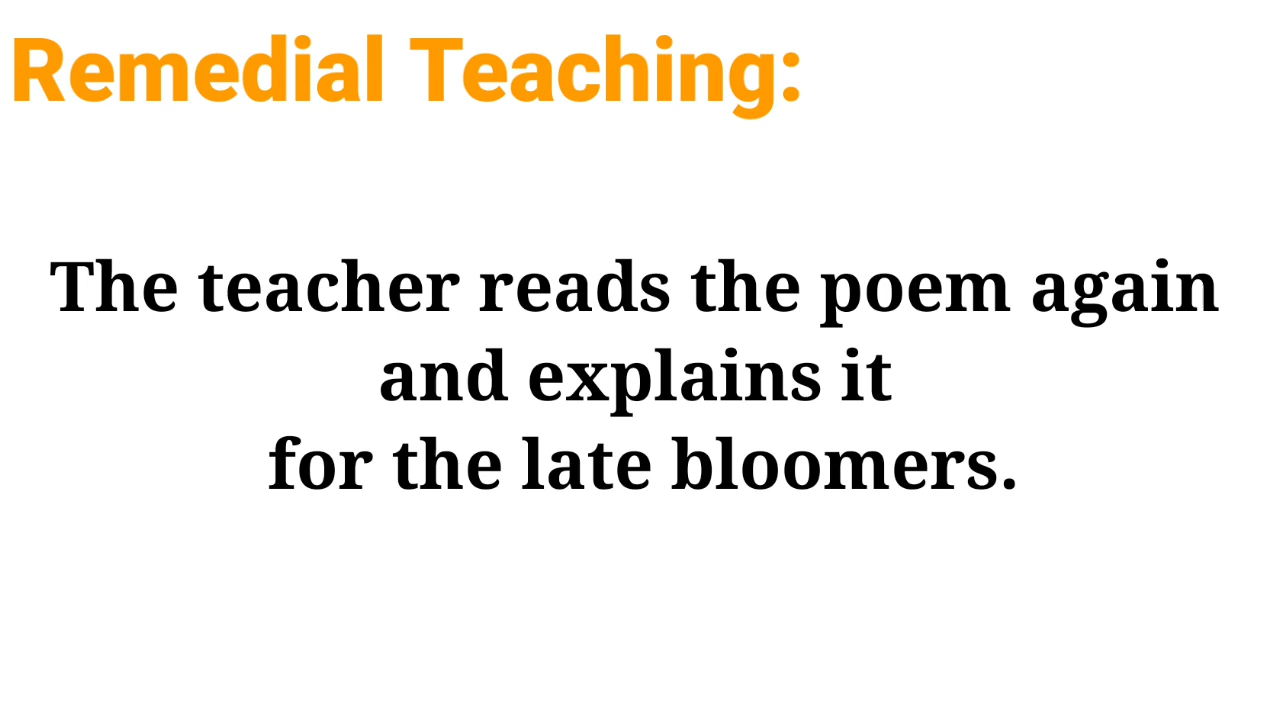 Remedial Teaching:
The teacher reads the poem again
and explains it
for the late bloomers.